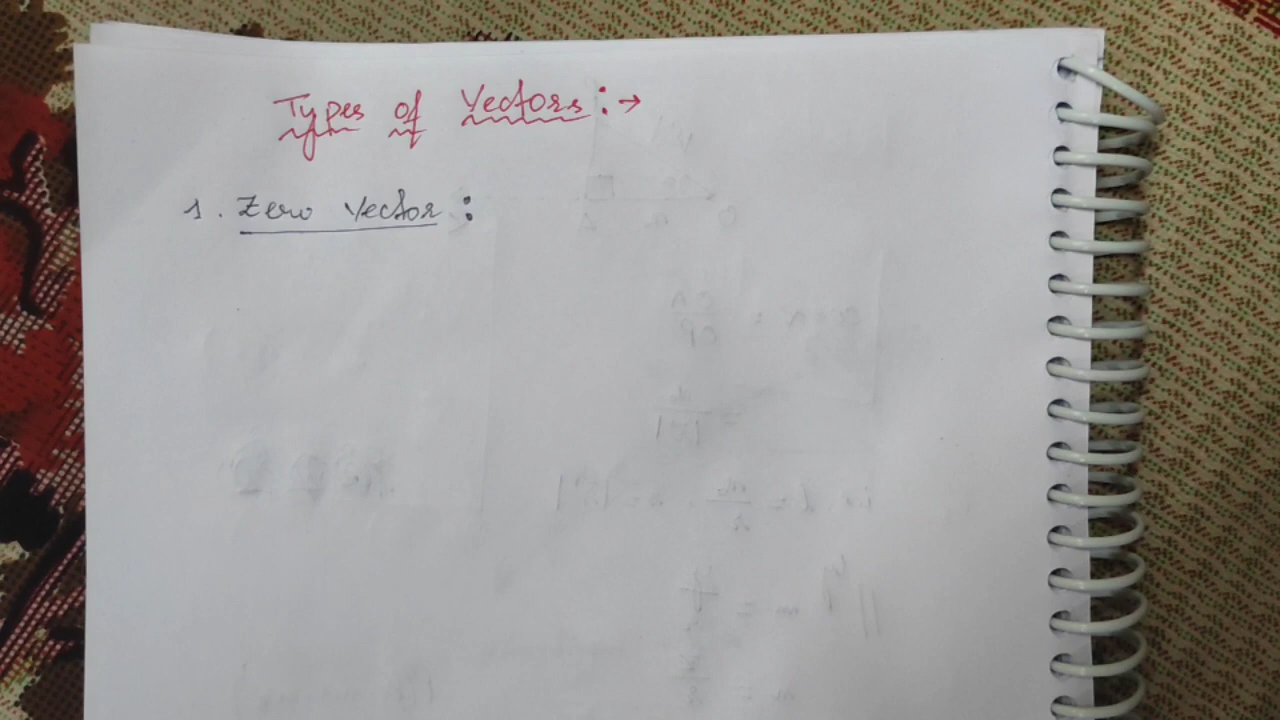 Types of Vectors :→
1. Zero Vector :